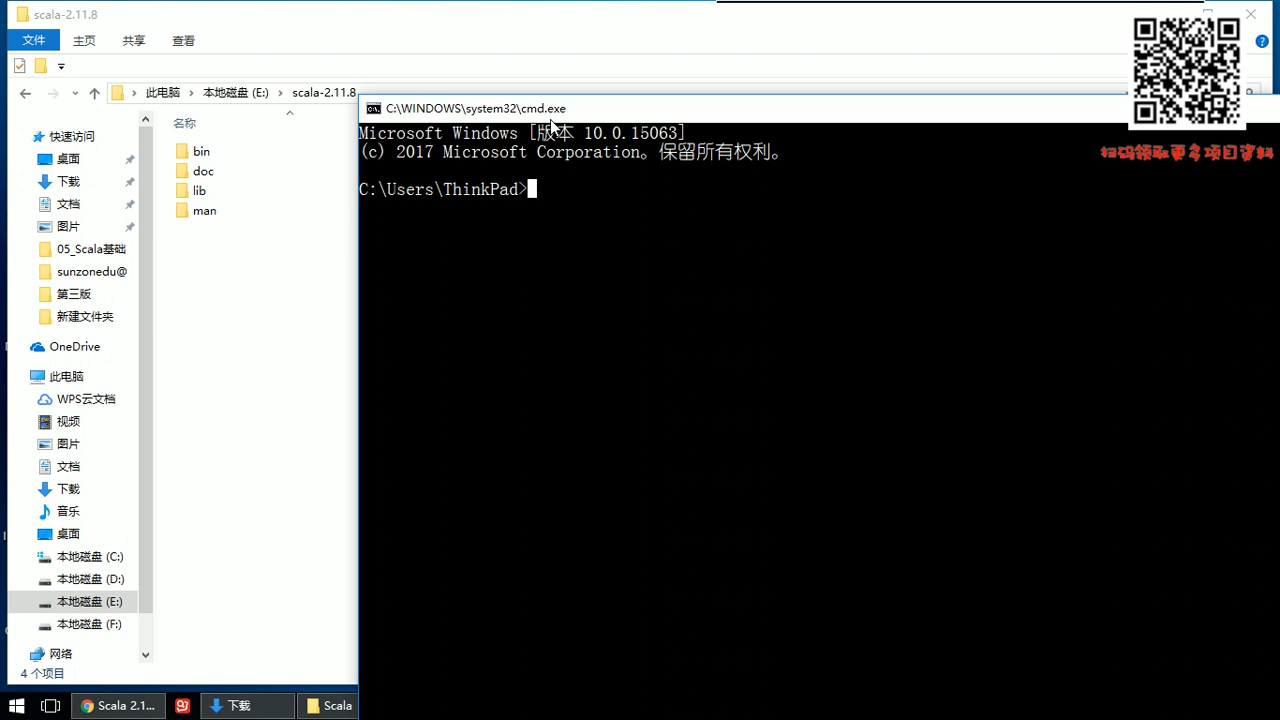 scala-2.11.8
文件 主页 共享 查看
此电脑 本地磁盘 (E:) scala-2.11.8
名称
bin
doc
lib
man
快速访问
桌面
下载
文档
图片
05_Scala基础
sunzonedu@
第三版
新建文件夹
OneDrive
此电脑
WPS云文档
视频
图片
文档
下载
音乐
桌面
本地磁盘 (C:)
本地磁盘 (D:)
本地磁盘 (E:)
本地磁盘 (F:)
网络
4 个项目
C:\WINDOWS\system32\cmd.exe
Microsoft Windows [版本 10.0.15063]
(c) 2017 Microsoft Corporation。保留所有权利。
C:\Users\ThinkPad>
扫码领取更多项目资料
Scala 2.1... 下载 Scala